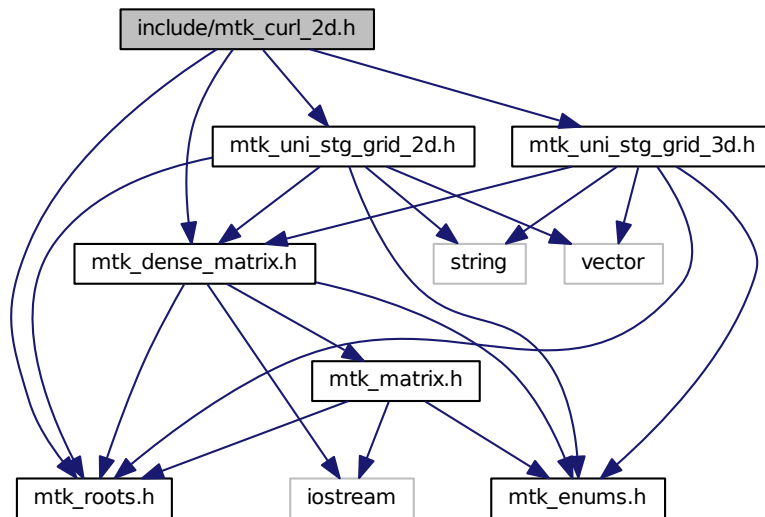 include/mtk_curl_2d.h
mtk_uni_stg_grid_2d.h
mtk_uni_stg_grid_3d.h
mtk_dense_matrix.h
string
vector
mtk_matrix.h
mtk_roots.h
iostream
mtk_enums.h